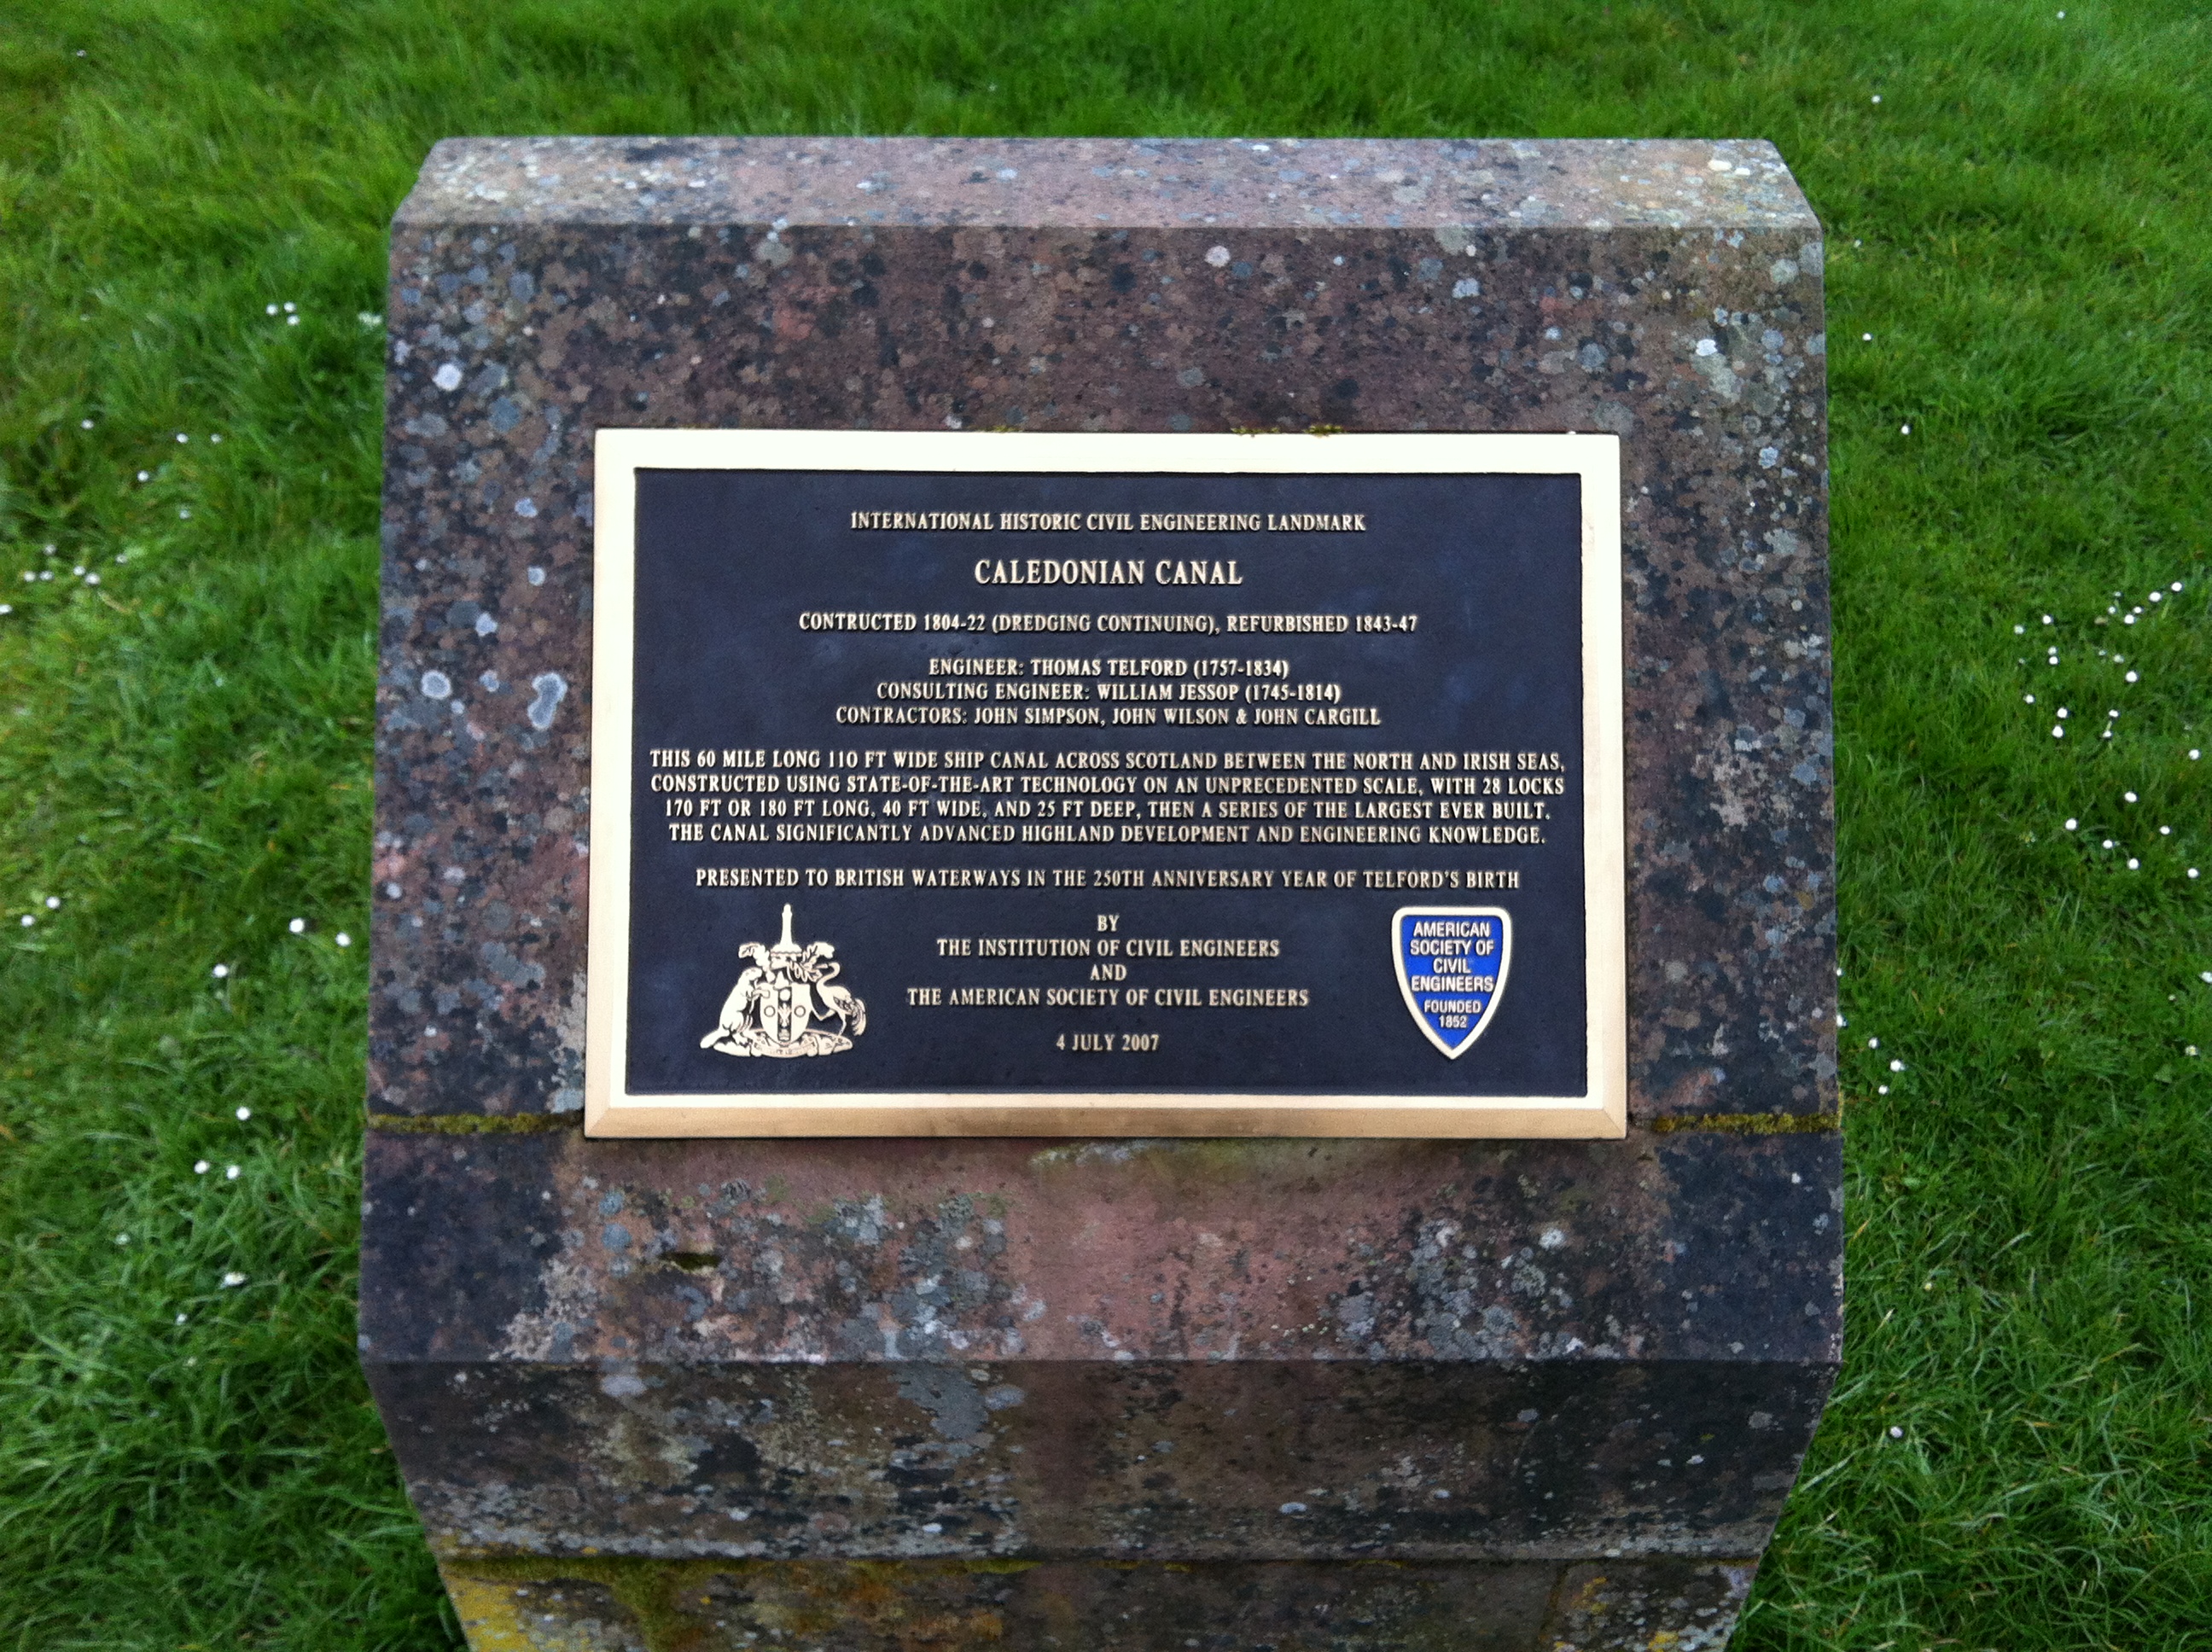 INTERNATIONAL HISTORIC CIVIL ENGINEERING LANDMARK
CALEDONIAN CANAL
CONTRUCTED 1804-22 (DREDGING CONTINUING), REFURBISHED 1843-47
ENGINEER: THOMAS TELFORD (1757-1834)
CONSULTING ENGINEER: WILLIAM JESSOP (1745-1814)
CONTRACTORS: JOHN SIMPSON, JOHN WILSON & JOHN CARGILL
THIS 60 MILE LONG 110 FT WIDE SHIP CANAL ACROSS SCOTLAND BETWEEN THE NORTH AND IRISH SEAS,
CONSTRUCTED USING STATE-OF-THE-ART TECHNOLOGY ON AN UNPRECEDENTED SCALE, WITH 28 LOCKS
170 FT OR 180 FT LONG, 40 FT WIDE, AND 25 FT DEEP, THEN A SERIES OF THE LARGEST EVER BUILT.
THE CANAL SIGNIFICANTLY ADVANCED HIGHLAND DEVELOPMENT AND ENGINEERING KNOWLEDGE.
PRESENTED TO BRITISH WATERWAYS IN THE 250TH ANNIVERSARY YEAR OF TELFORD'S BIRTH
BY
THE INSTITUTION OF CIVIL ENGINEERS
AND
THE AMERICAN SOCIETY OF CIVIL ENGINEERS
4 JULY 2007
AMERICAN
SOCIETY OF
CIVIL
ENGINEERS
FOUNDED
1852